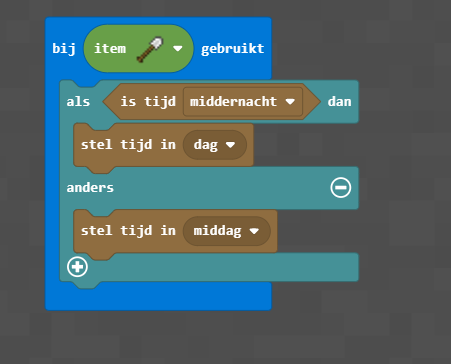 bij item gebruikt
als is tijd middernacht dan
stel tijd in dag
anders
stel tijd in middag